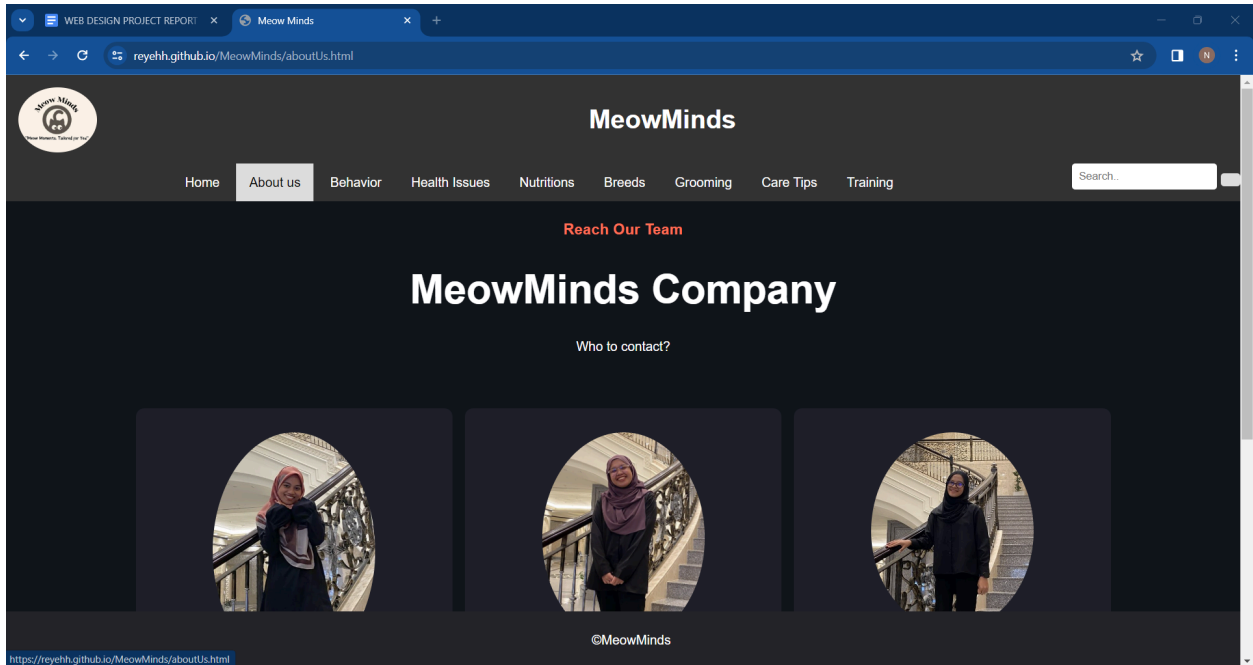 WEB DESIGN PROJECT REPORT
Meow Minds
reyehh.github.io/MeowMinds/aboutUs.html
N
Meow Minds
MeowMinds
Home About us Behavior Health Issues Nutritions Breeds Grooming Care Tips Training
Search..
Reach Our Team
MeowMinds Company
Who to contact?
©MeowMinds
https://reyehh.github.io/MeowMinds/aboutUs.html